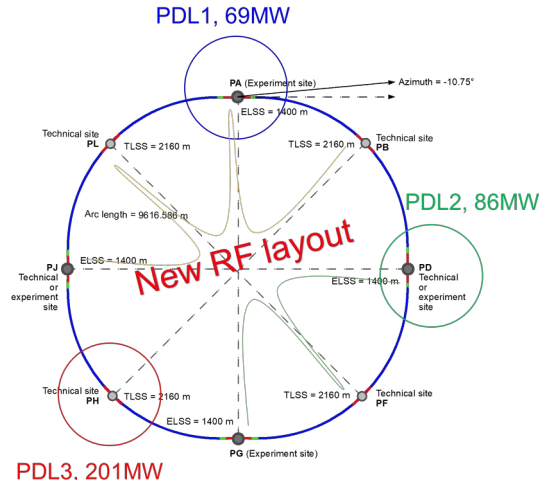 PDL1, 69MW
PA (Experiment site)
Azimuth = -10.75°
ELSS = 1400 m
Technical site
PL
TLSS = 2160 m
TLSS = 2160 m
Technical site
PB
PDL2, 86MW
Arc length = 9616.586 m
New RF layout
PJ
Technical
or
experiment
site
ELSS = 1400 m
ELSS = 1400 m
PD
Technical
or
experiment
site
Technical site
PH
TLSS = 2160 m
TLSS = 2160 m
Technical site
PF
ELSS = 1400 m
PG (Experiment site)
PDL3, 201MW